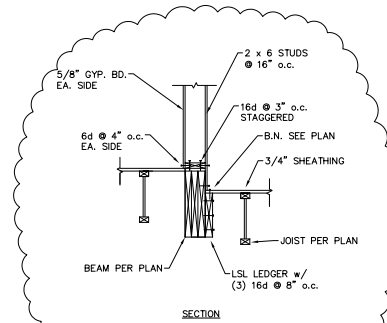 2 x 6 STUDS
@ 16" o.c.
5/8" GYP. BD.
EA. SIDE
16d @ 3" o.c.
STAGGERED
6d @ 4" o.c.
EA. SIDE
B.N. SEE PLAN
3/4" SHEATHING
JOIST PER PLAN
BEAM PER PLAN
LSL LEDGER w/
(3) 16d @ 8" o.c.
SECTION